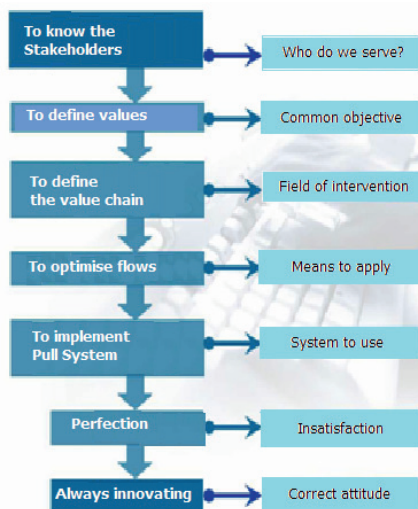 To know the
Stakeholders
Who do we serve?
To define values
Common objective
To define
the value chain
Field of intervention
To optimise flows
Means to apply
To implement
Pull System
System to use
Perfection
Insatisfaction
Always innovating
Correct attitude